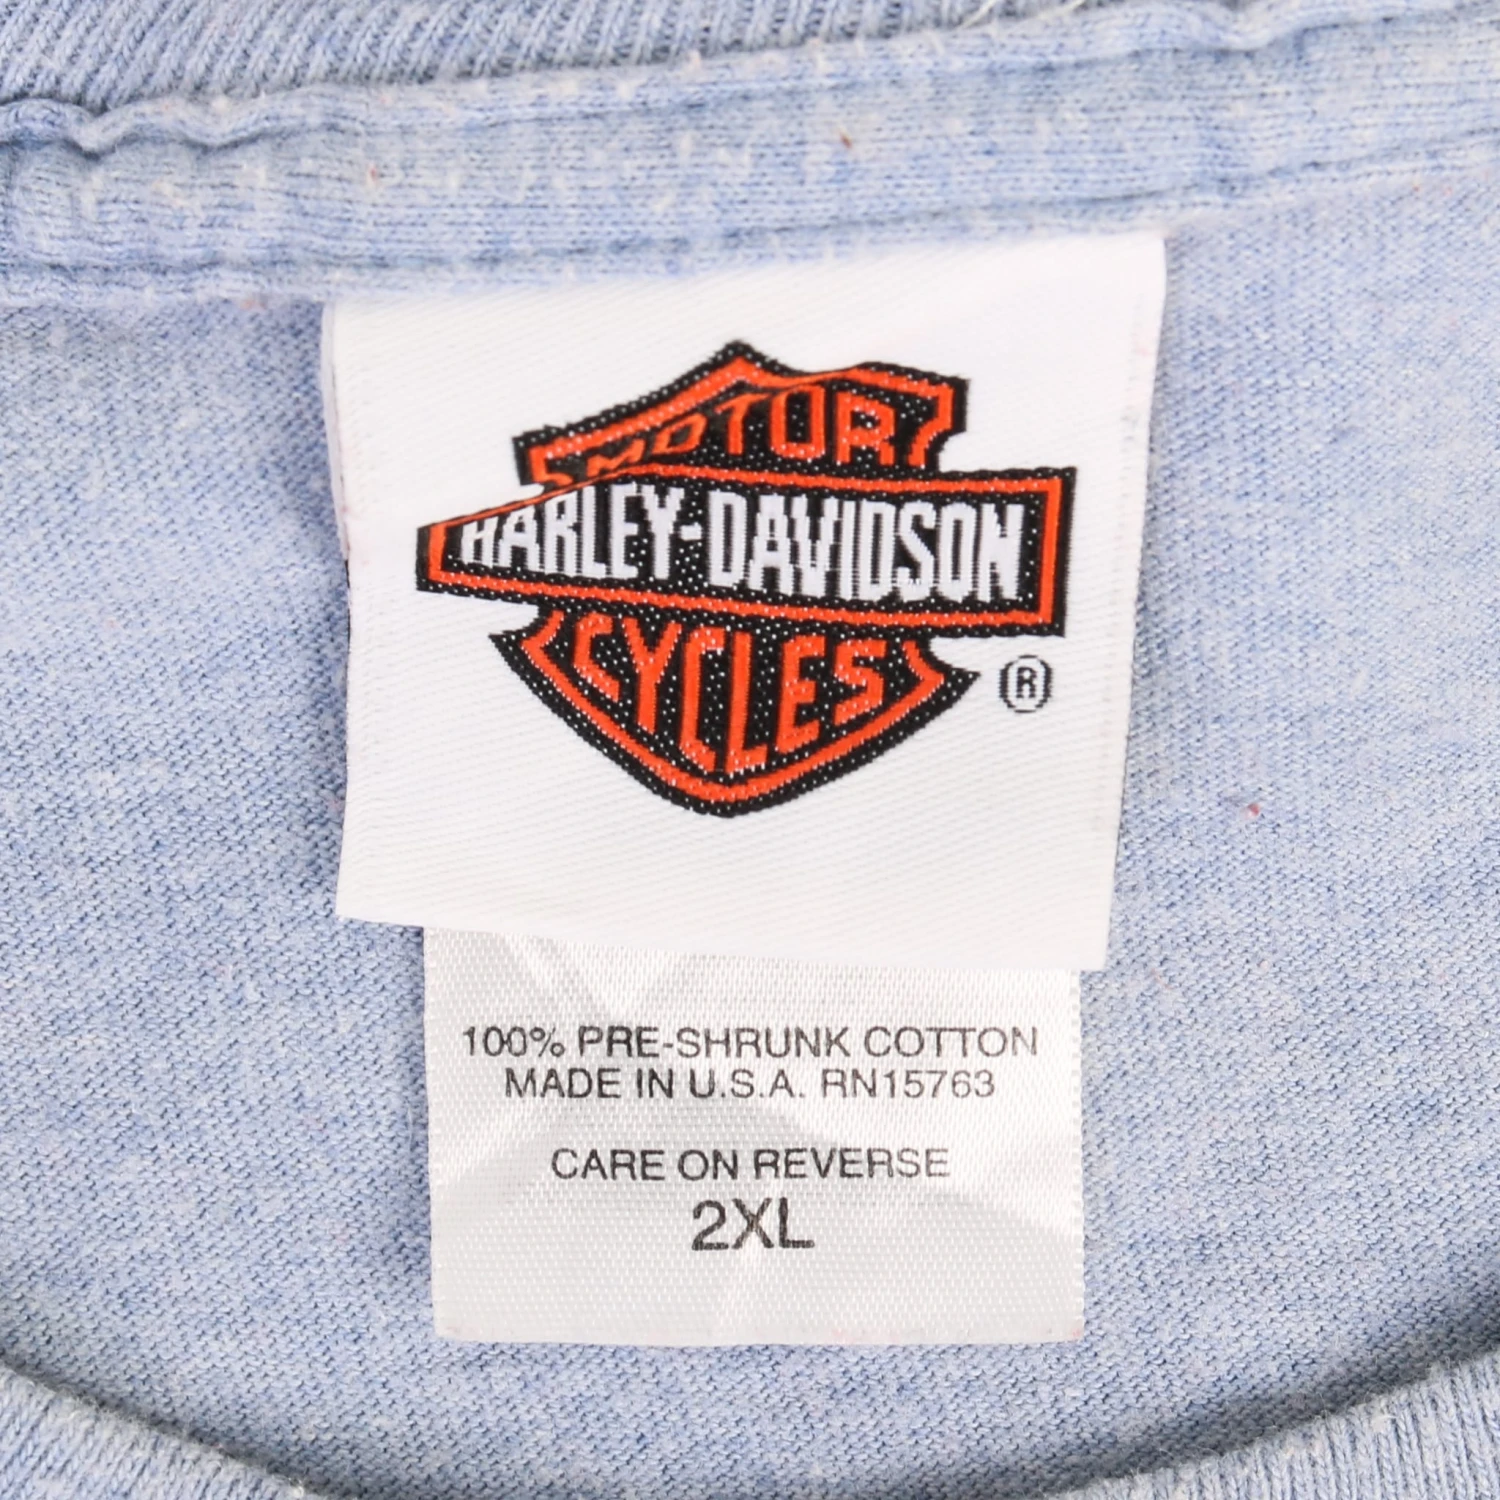 MOTOR
HARLEY-DAVIDSON
CYCLES
®
100% PRE-SHRUNK COTTON
MADE IN U.S.A. RN15763
CARE ON REVERSE
2XL